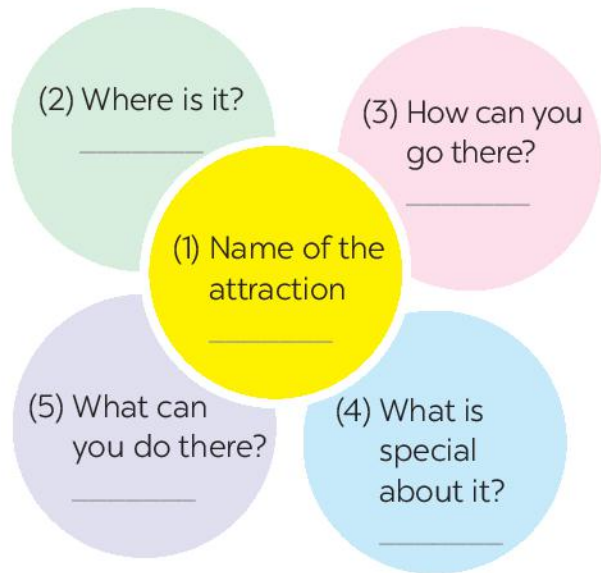 (1) Name of the
attraction
(2) Where is it?
(3) How can you
go there?
(4) What is
special
about it?
(5) What can
you do there?